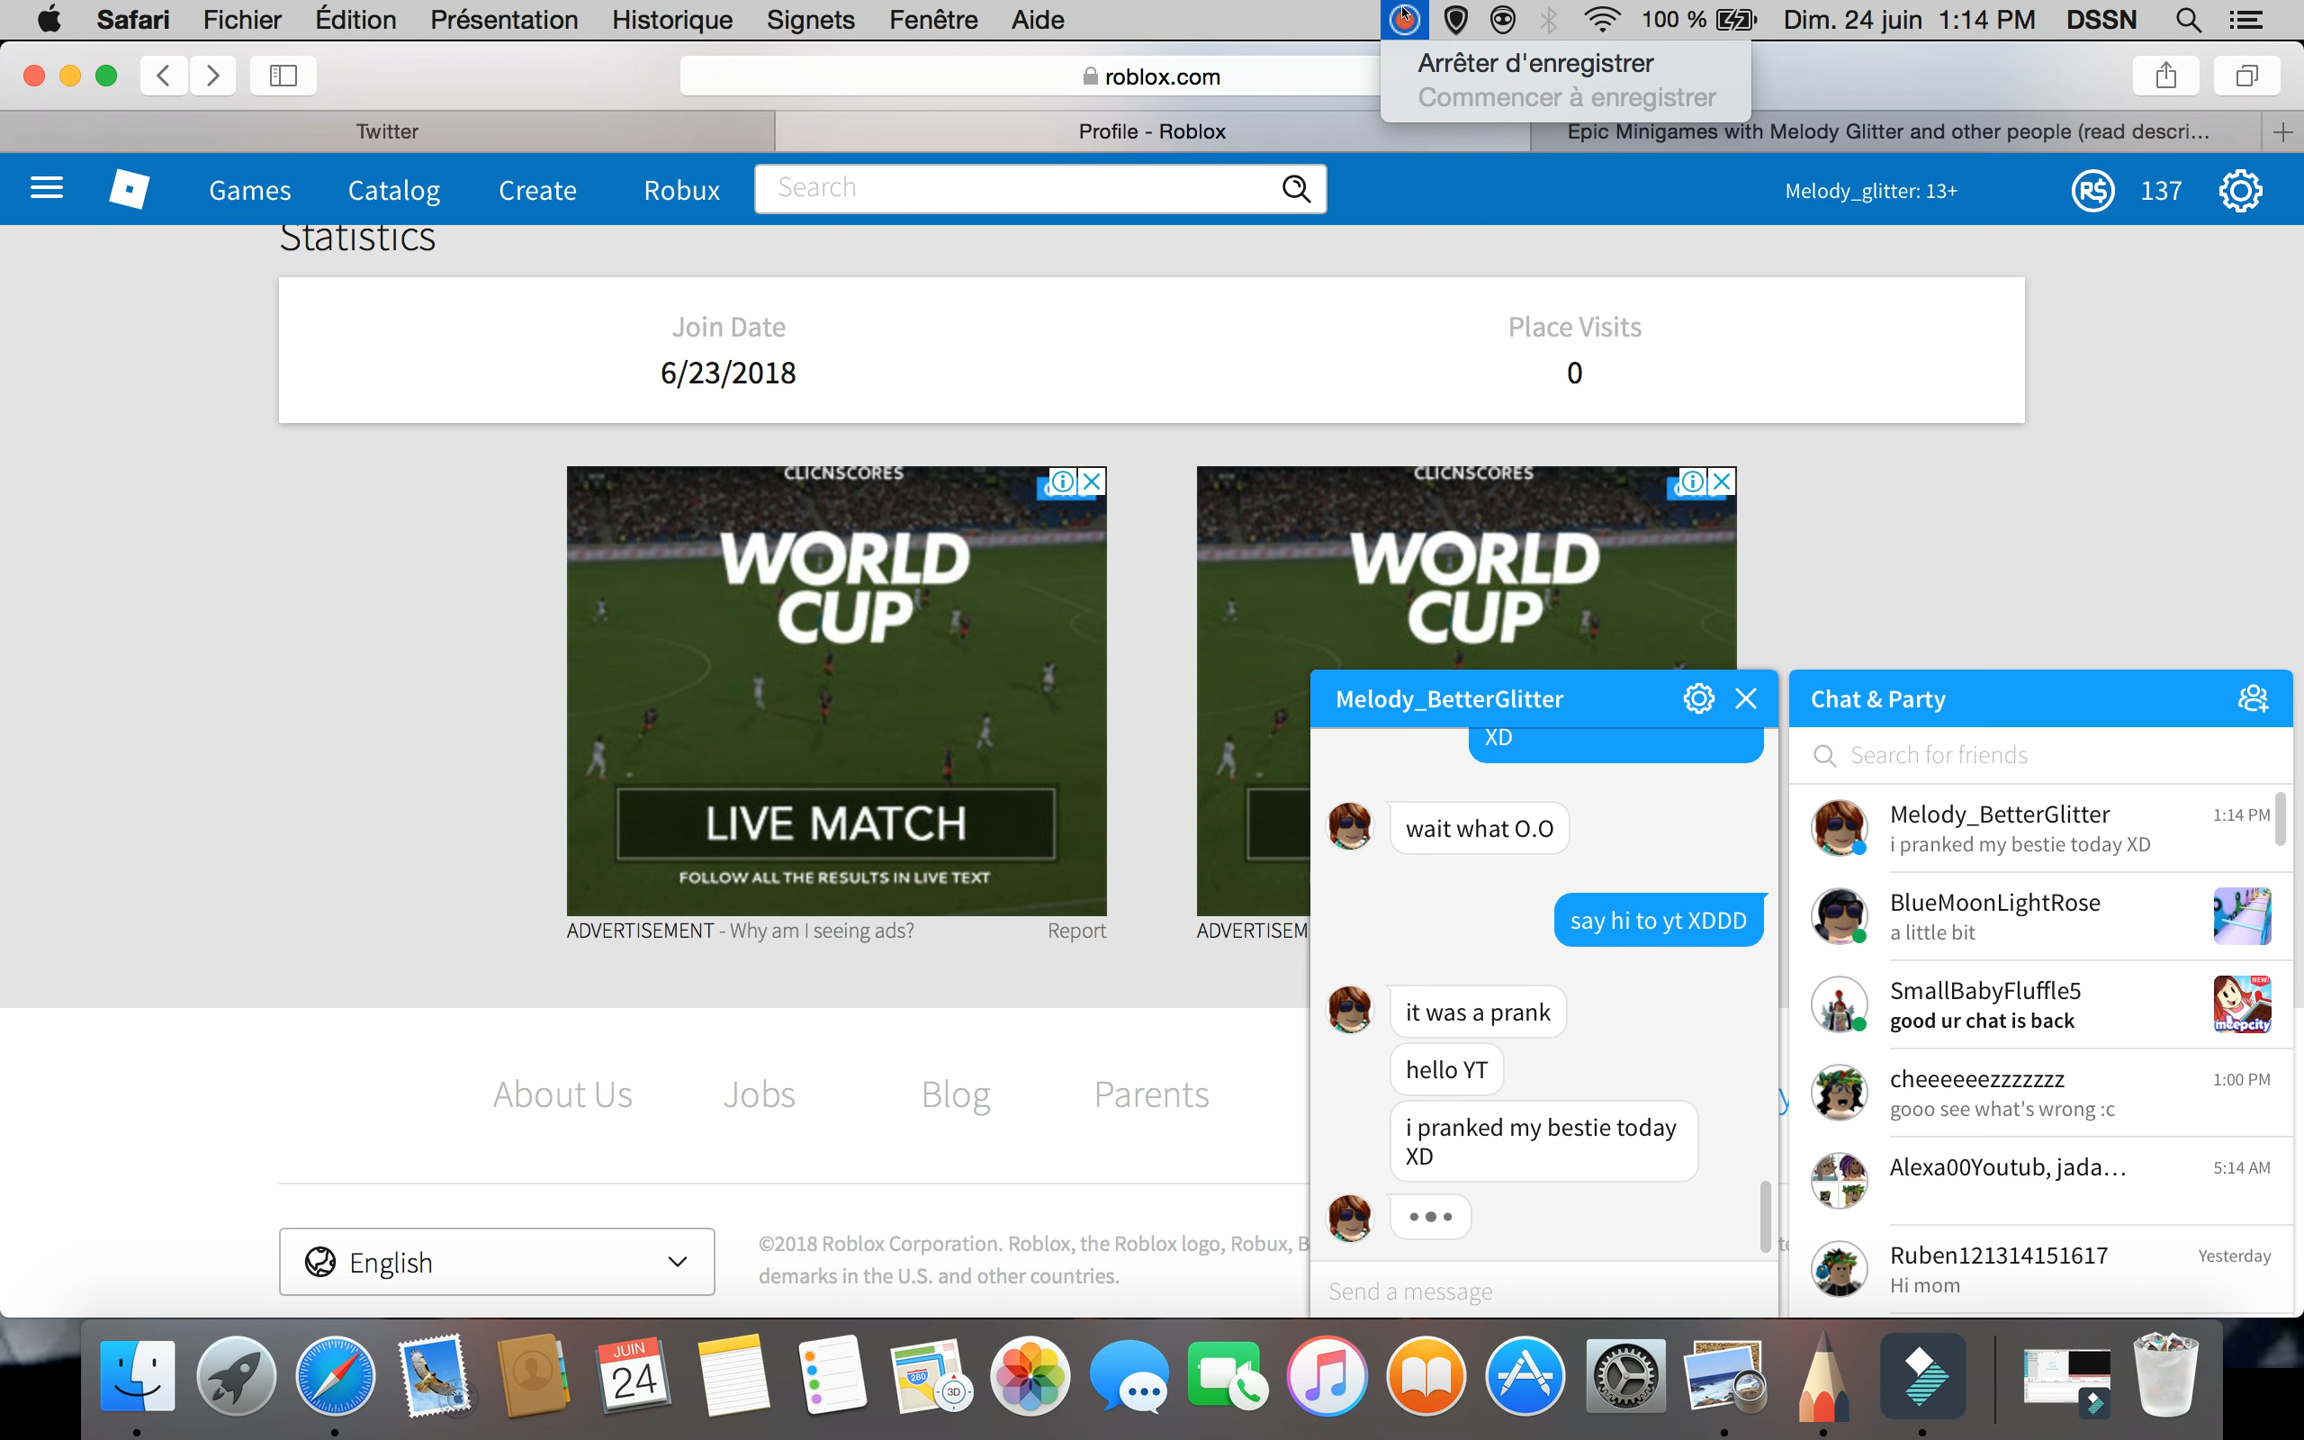 Safari Fichier Édition Présentation Historique Signets Fenêtre Aide 100 % Dim. 24 juin 1:14 PM DSSN
Arrêter d'enregistrer
Commencer à enregistrer
roblox.com
Twitter Profile - Roblox Epic Minigames with Melody Glitter and other people (read descri...
Games Catalog Create Robux Search Melody_glitter: 13+ R$ 137
Statistics
Join Date Place Visits
6/23/2018 0
CLICNSCORES
WORLD
CUP
LIVE MATCH
FOLLOW ALL THE RESULTS IN LIVE TEXT
ADVERTISEMENT - Why am I seeing ads? Report
CLICNSCORES
WORLD
CUP
ADVERTISEM
About Us Jobs Blog Parents
English
©2018 Roblox Corporation. Roblox, the Roblox logo, Robux, B
demarks in the U.S. and other countries.
Melody_BetterGlitter
XD
wait what O.O
say hi to yt XDDD
it was a prank
hello YT
i pranked my bestie today
XD
Send a message
Chat & Party
Search for friends
Melody_BetterGlitter 1:14 PM
i pranked my bestie today XD
BlueMoonLightRose
a little bit
SmallBabyFluffle5
good ur chat is back
NEW
meepcity
cheeeeeezzzzzzz 1:00 PM
gooo see what's wrong :c
Alexa00Youtub, jada... 5:14 AM
Ruben121314151617 Yesterday
Hi mom
JUIN
24
280
3D